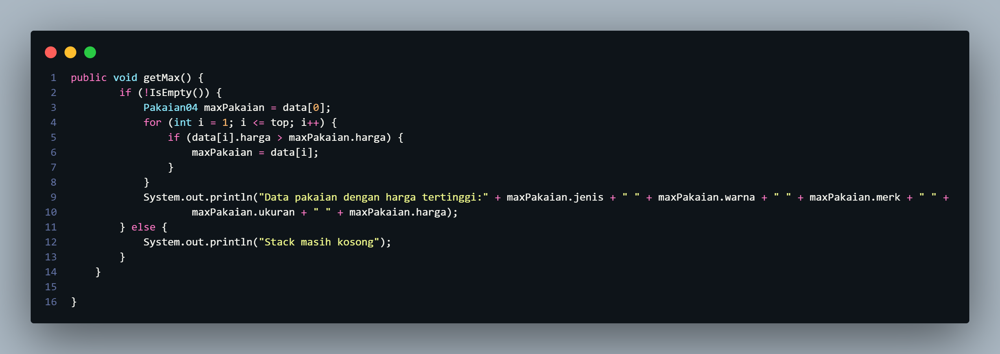 1 public void getMax() {
2         if (!IsEmpty()) {
3             Pakaian04 maxPakaian = data[0];
4             for (int i = 1; i <= top; i++) {
5                 if (data[i].harga > maxPakaian.harga) {
6                     maxPakaian = data[i];
7                 }
8             }
9             System.out.println("Data pakaian dengan harga tertinggi:" + maxPakaian.jenis + " " + maxPakaian.warna + " " + maxPakaian.merk + " " +
10                     maxPakaian.ukuran + " " + maxPakaian.harga);
11         } else {
12             System.out.println("Stack masih kosong");
13         }
14     }
15
16 }